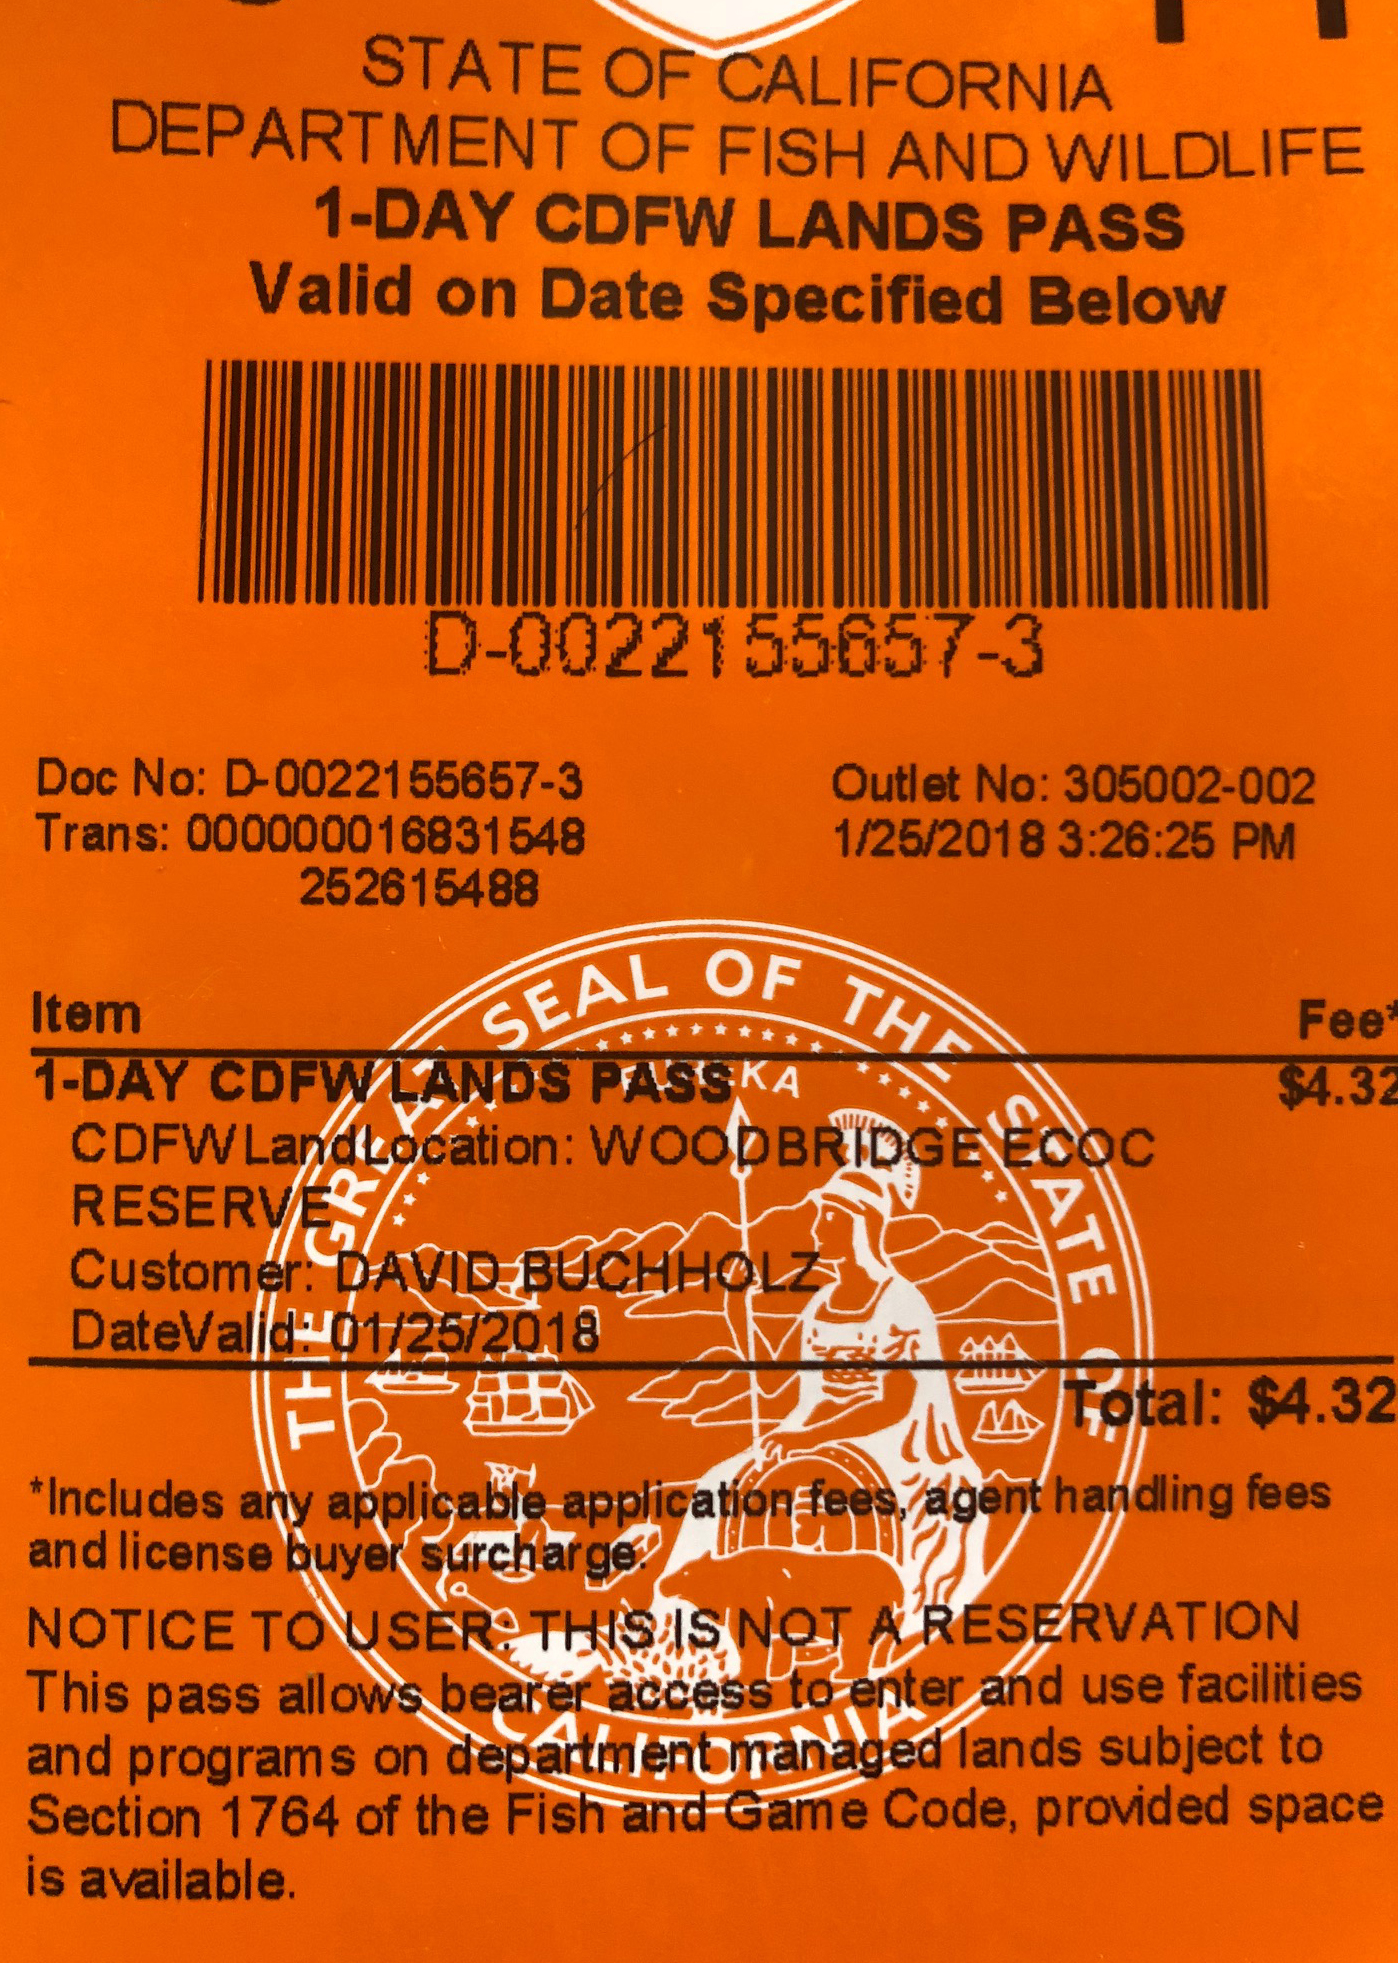 STATE OF CALIFORNIA
DEPARTMENT OF FISH AND WILDLIFE
1-DAY CDFW LANDS PASS
Valid on Date Specified Below
D-0022155657-3
Doc No: D-0022155657-3
Outlet No: 305002-002
Trans: 000000016831548
1/25/2018 3:26:25 PM
252615488
Item Fee*
1-DAY CDFW LANDS PASS $4.32
CDFWLandLocation: WOODBRIDGE ECOC
RESERVE
Customer: DAVID BUCHHOLZ
DateValid: 01/25/2018
Total: $4.32
*Includes any applicable application fees, agent handling fees
and license buyer surcharge.
NOTICE TO USER: THIS IS NOT A RESERVATION
This pass allows bearer access to enter and use facilities
and programs on department managed lands subject to
Section 1764 of the Fish and Game Code, provided space
is available.
THE GREAT SEAL OF THE STATE OF
CALIFORNIA